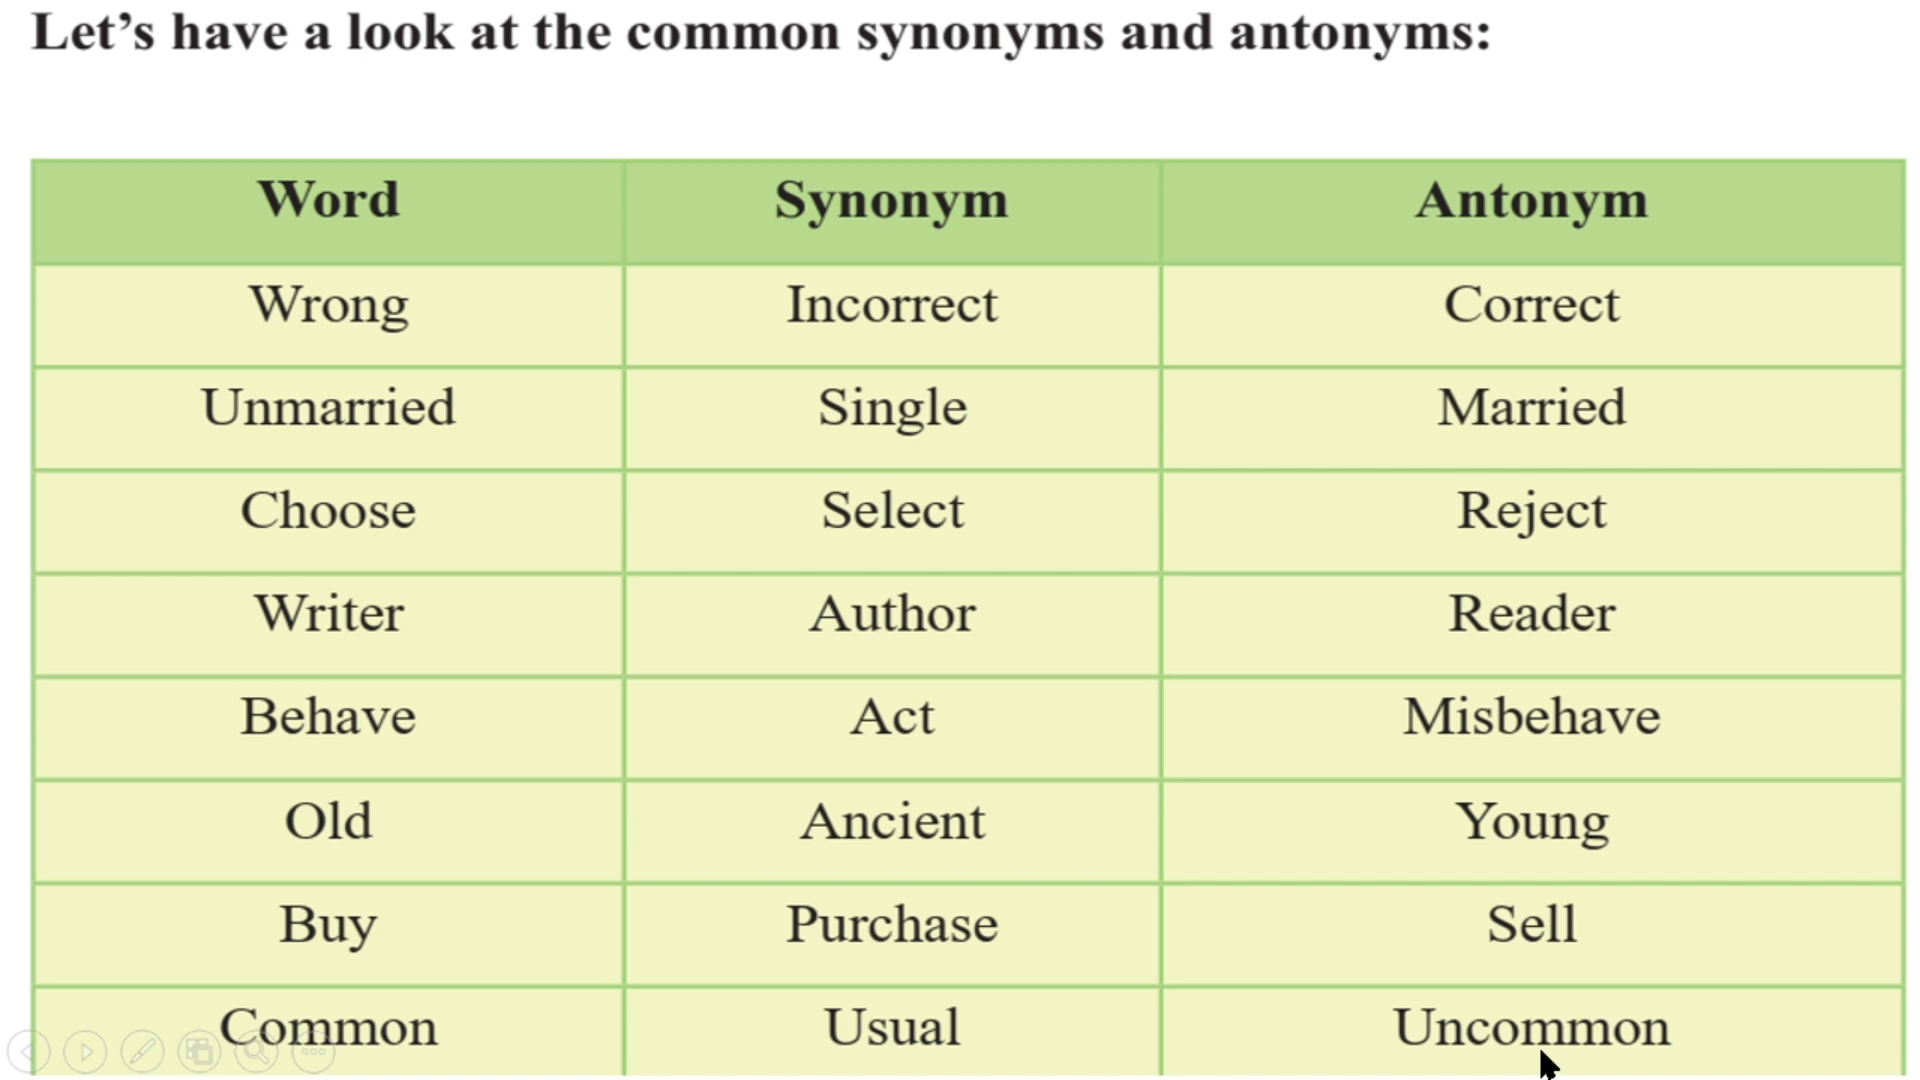 Let’s have a look at the common synonyms and antonyms:
Word Synonym Antonym
Wrong Incorrect Correct
Unmarried Single Married
Choose Select Reject
Writer Author Reader
Behave Act Misbehave
Old Ancient Young
Buy Purchase Sell
Common Usual Uncommon